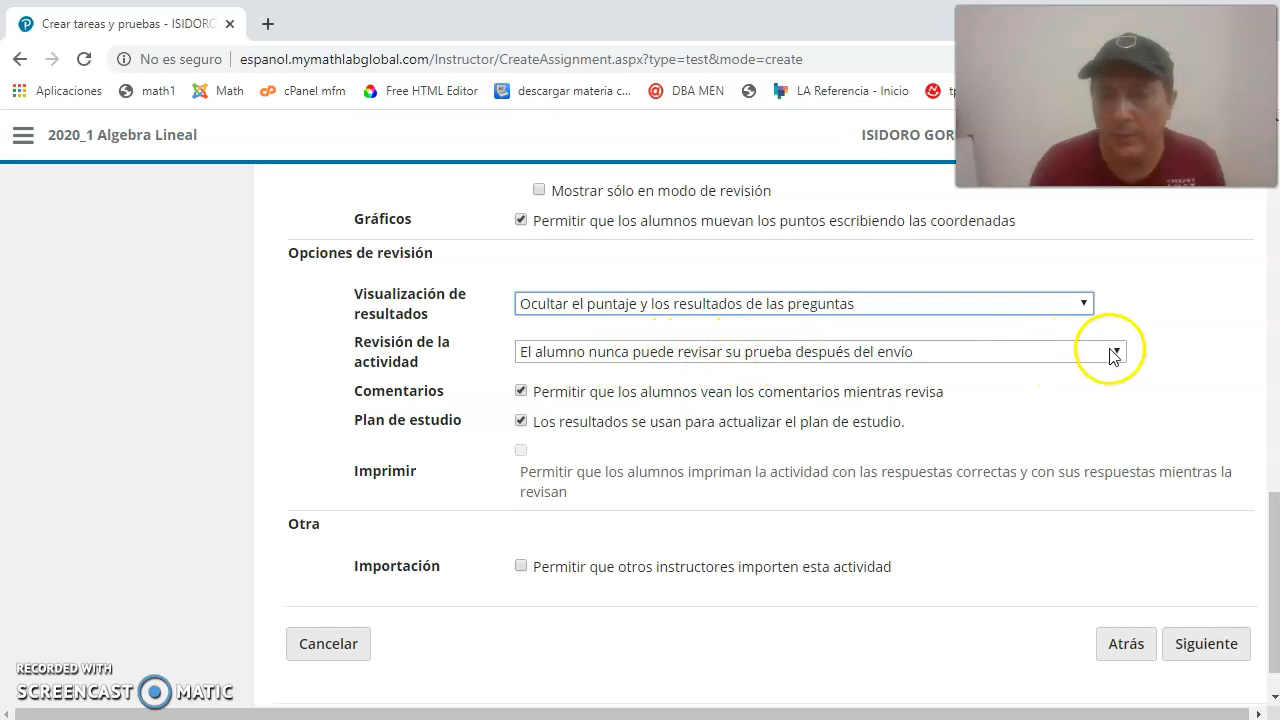 Crear tareas y pruebas - ISIDORO
No es seguro
espanol.mymathlabglobal.com/Instructor/CreateAssignment.aspx?type=test&mode=create
Aplicaciones
math1
Math
cPanel mfm
Free HTML Editor
descargar materia c...
DBA MEN
LA Referencia - Inicio
2020_1 Algebra Lineal
ISIDORO GOR
Mostrar sólo en modo de revisión
Gráficos
Permitir que los alumnos muevan los puntos escribiendo las coordenadas
Opciones de revisión
Visualización de
resultados
Ocultar el puntaje y los resultados de las preguntas
Revisión de la
actividad
El alumno nunca puede revisar su prueba después del envío
Comentarios
Permitir que los alumnos vean los comentarios mientras revisa
Plan de estudio
Los resultados se usan para actualizar el plan de estudio.
Imprimir
Permitir que los alumnos impriman la actividad con las respuestas correctas y con sus respuestas mientras la
revisan
Otra
Importación
Permitir que otros instructores importen esta actividad
Cancelar
Atrás
Siguiente
RECORDED WITH
SCREENCAST MATIC